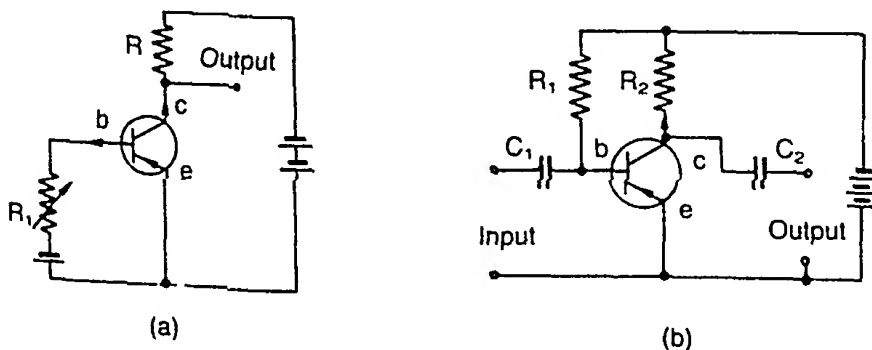 R
Output
c
b
e
R₁
(a)
R₁
R₂
C₁
b
c
C₂
e
Input
Output
(b)